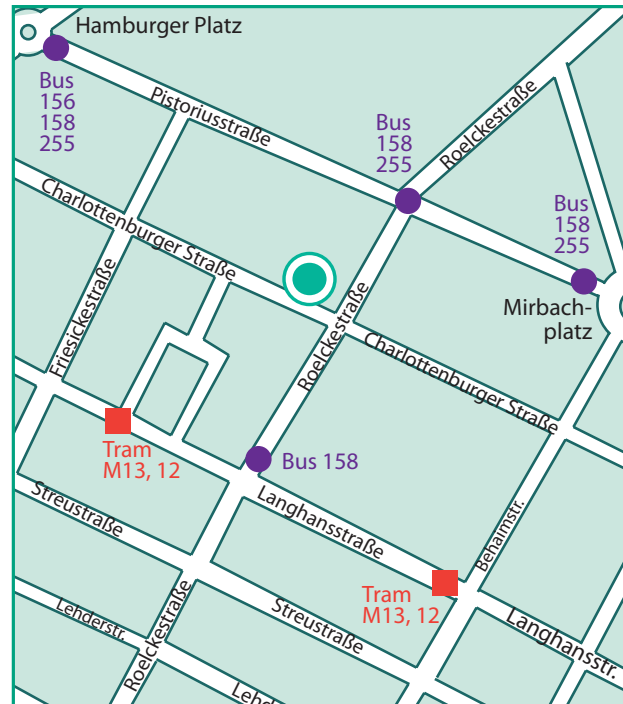 Hamburger Platz
Bus
156
158
255
Pistoriusstraße
Bus
158
255
Roelckestraße
Bus
158
255
Charlottenburger Straße
Mirbach-
platz
Friesickestraße
Roelckestraße
Charlottenburger Straße
Tram
M13, 12
Bus 158
Streustraße
Langhansstraße
Behaimstr.
Tram
M13, 12
Lehderstr.
Roelckestraße
Streustraße
Langhansstr.